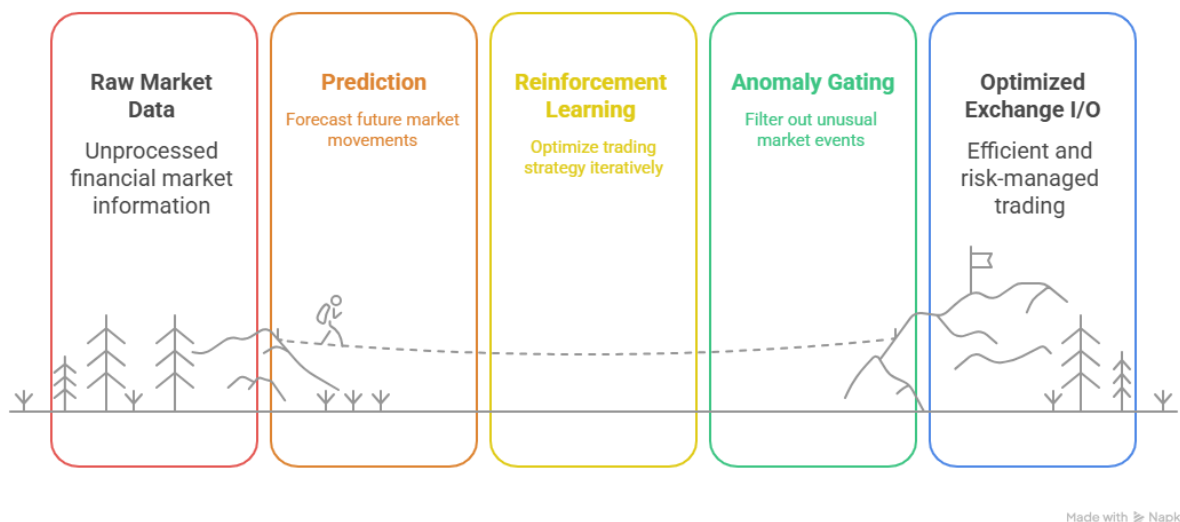 Raw Market
Data
Unprocessed
financial market
information
Prediction
Forecast future market
movements
Reinforcement
Learning
Optimize trading
strategy iteratively
Anomaly Gating
Filter out unusual
market events
Optimized
Exchange I/O
Efficient and
risk-managed
trading
Made with Napk